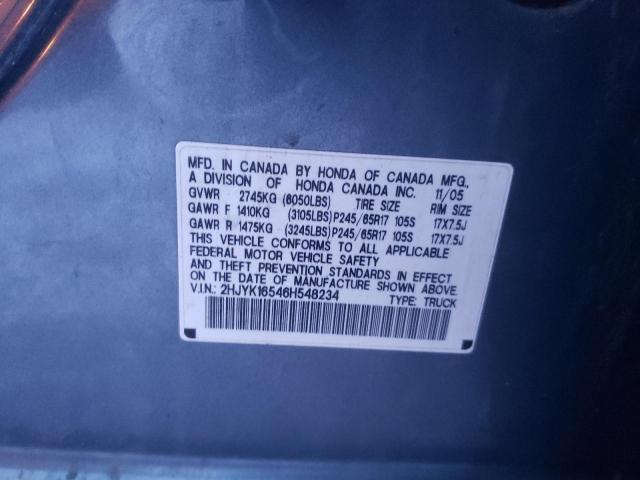 MFD. IN CANADA BY HONDA OF CANADA MFG.,
A DIVISION OF HONDA CANADA INC. 11/05
GVWR 2745KG (6050LBS) TIRE SIZE RIM SIZE
GAWR F 1410KG (3105LBS)P245/65R17 105S 17X7.5J
GAWR R 1475KG (3245LBS)P245/65R17 105S 17X7.5J
THIS VEHICLE CONFORMS TO ALL APPLICABLE
FEDERAL MOTOR VEHICLE SAFETY
AND THEFT PREVENTION STANDARDS IN EFFECT
ON THE DATE OF MANUFACTURE SHOWN ABOVE.
V.I.N.: 2HJYK16546H548234 TYPE: TRUCK